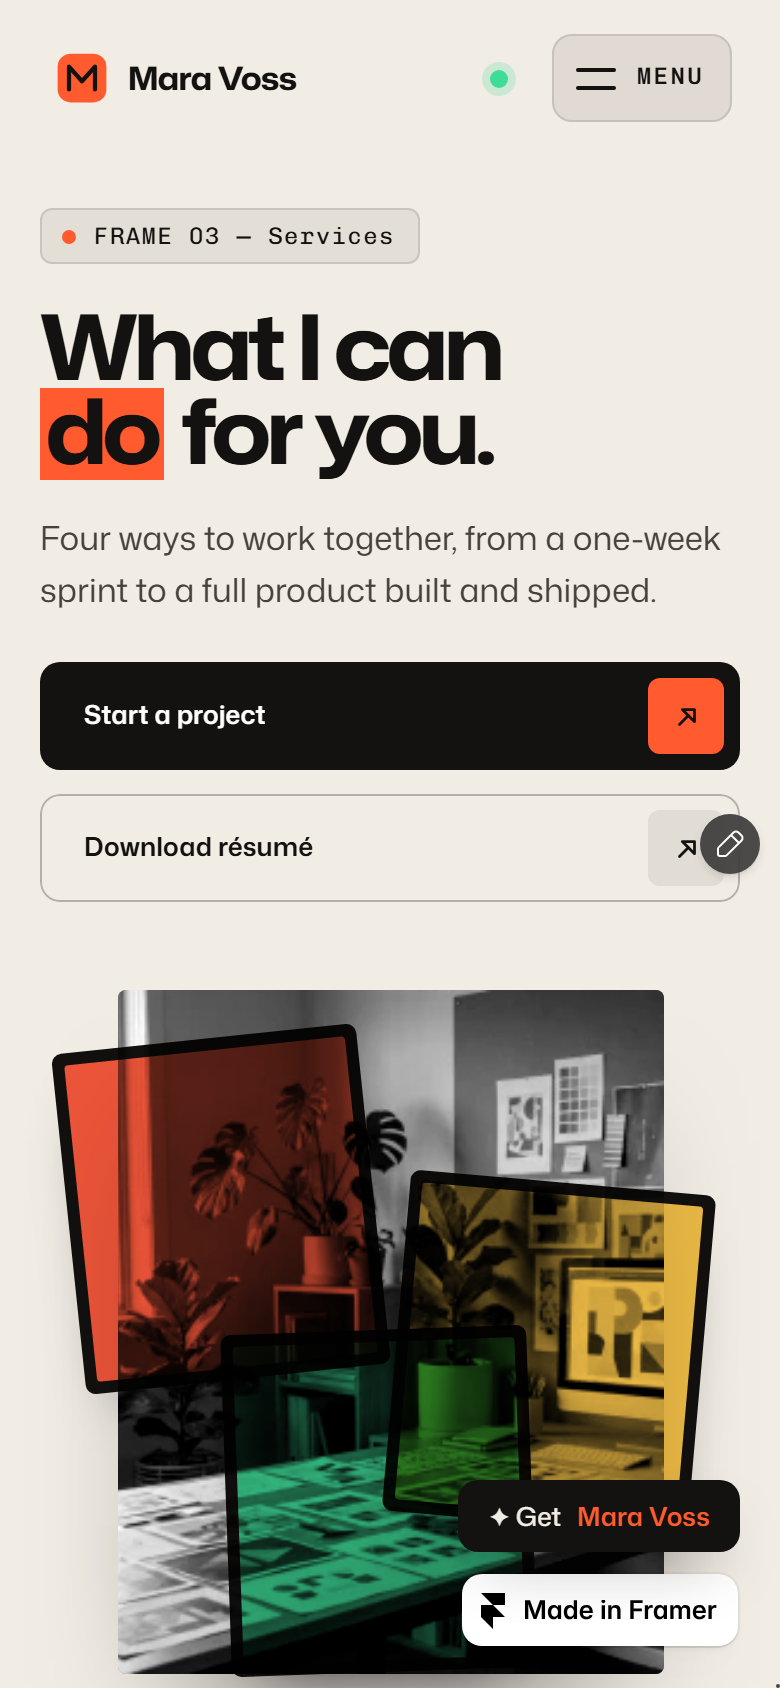 Mara Voss
MENU
FRAME 03 — Services
What I can
do for you.
Four ways to work together, from a one-week
sprint to a full product built and shipped.
Start a project
Download résumé
Get Mara Voss
Made in Framer